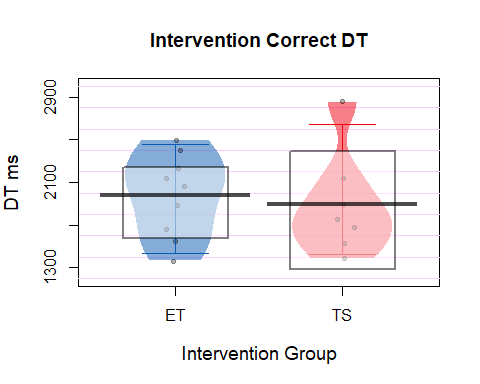 Intervention Correct DT
DT ms
2900
2100
1300
ET
TS
Intervention Group